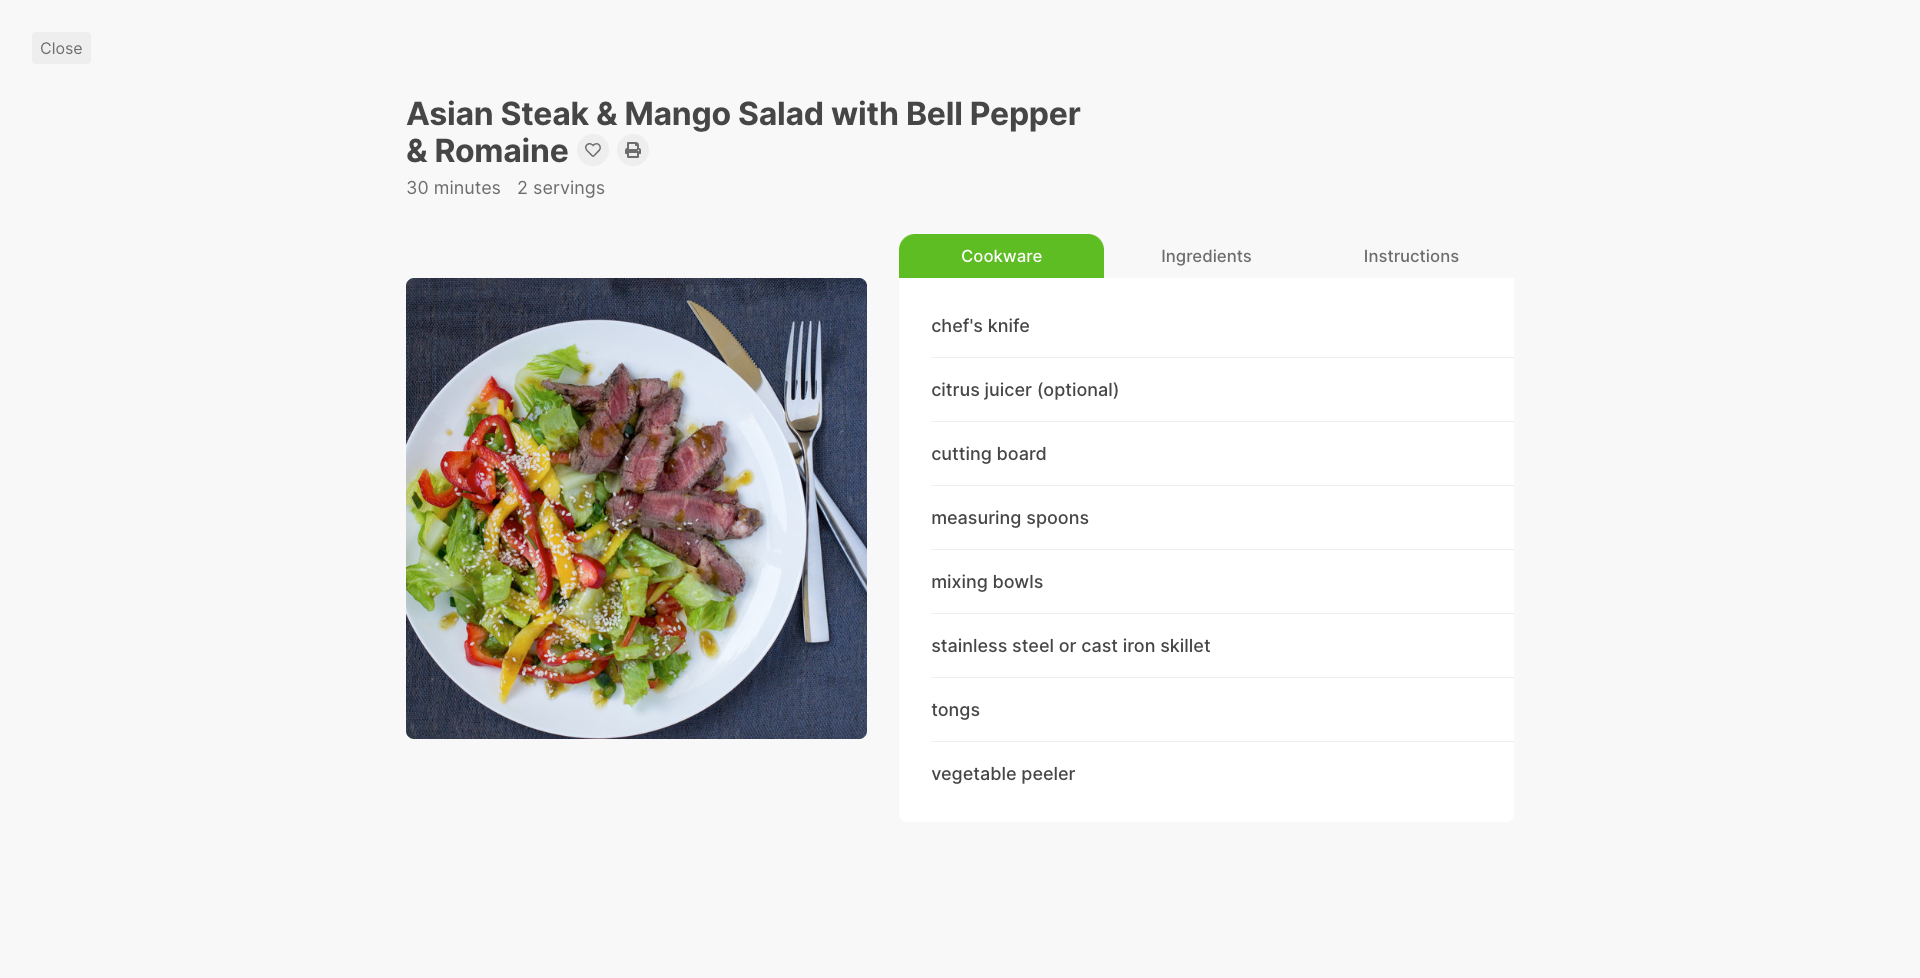 Close
Asian Steak & Mango Salad with Bell Pepper
& Romaine
30 minutes 2 servings
Cookware Ingredients Instructions
chef's knife
citrus juicer (optional)
cutting board
measuring spoons
mixing bowls
stainless steel or cast iron skillet
tongs
vegetable peeler